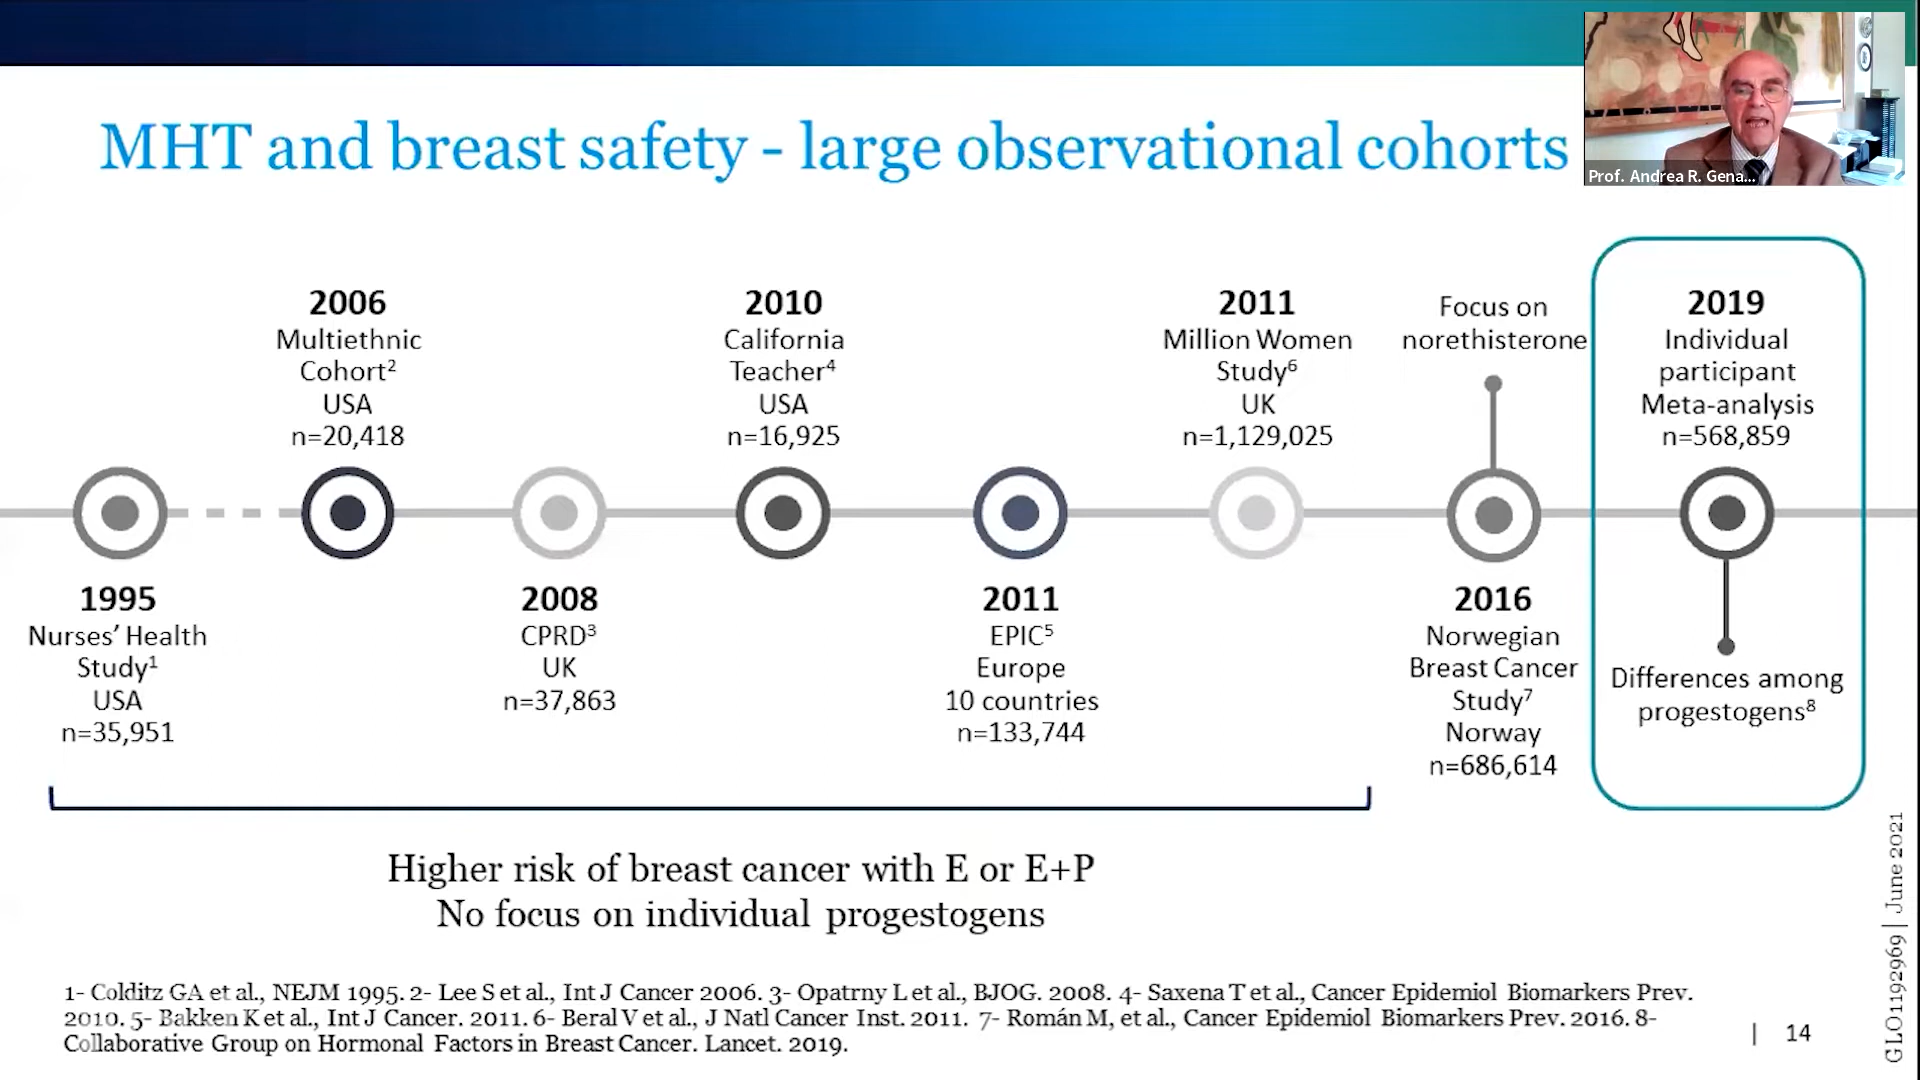 MHT and breast safety - large observational cohorts
Prof. Andrea R. Gena...
2006
Multiethnic
Cohort²
USA
n=20,418
2010
California
Teacher⁴
USA
n=16,925
2011
Million Women
Study⁶
UK
n=1,129,025
Focus on
norethisterone
2019
Individual
participant
Meta-analysis
n=568,859
1995
Nurses' Health
Study¹
USA
n=35,951
2008
CPRD³
UK
n=37,863
2011
EPIC⁵
Europe
10 countries
n=133,744
2016
Norwegian
Breast Cancer
Study⁷
Norway
n=686,614
Differences among
progestogens⁸
Higher risk of breast cancer with E or E+P
No focus on individual progestogens
1- Colditz GA et al., NEJM 1995. 2- Lee S et al., Int J Cancer 2006. 3- Opatrny L et al., BJOG. 2008. 4- Saxena T et al., Cancer Epidemiol Biomarkers Prev.
2010. 5- Bakken K et al., Int J Cancer. 2011. 6- Beral V et al., J Natl Cancer Inst. 2011. 7- Román M, et al., Cancer Epidemiol Biomarkers Prev. 2016. 8-
Collaborative Group on Hormonal Factors in Breast Cancer. Lancet. 2019.
| 14
GLO1192969 | June 2021